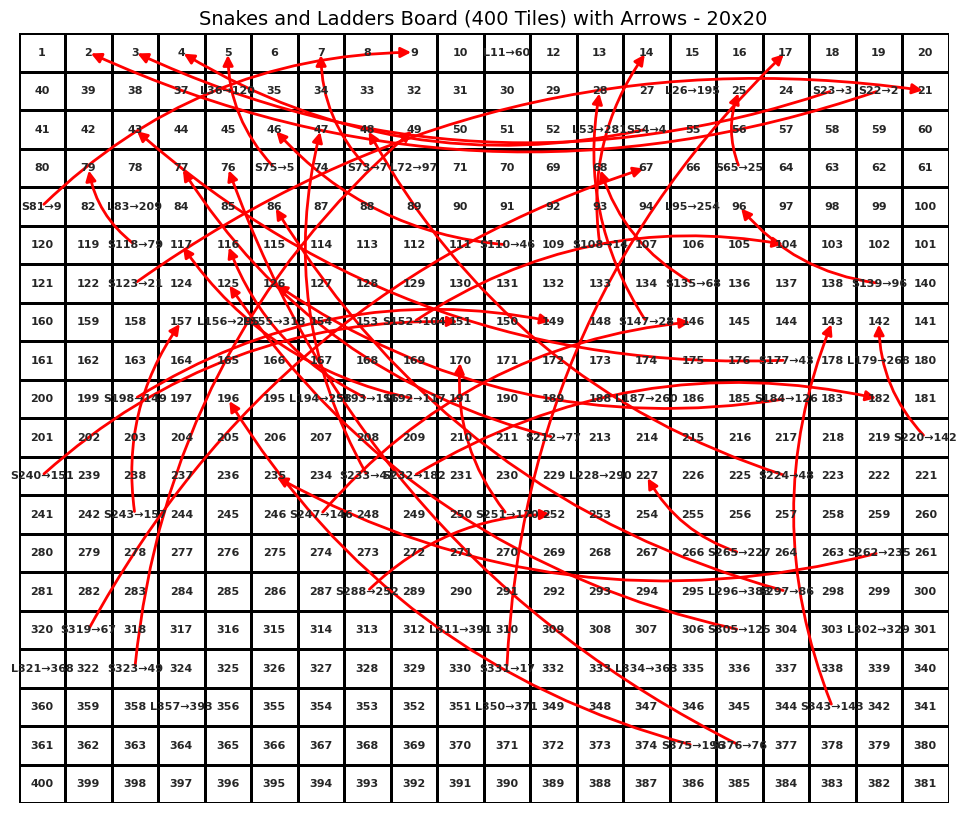 Snakes and Ladders Board (400 Tiles) with Arrows - 20x20
1 2 3 4 5 6 7 8 9 10 L11→60 12 13 14 15 16 17 18 19 20
40 39 38 37 L36→120 35 34 33 32 31 30 29 28 27 L26→195 25 24 S23→3 S22→2 21
41 42 43 44 45 46 47 48 49 50 51 52 L53→281 S54→4 55 56 57 58 59 60
80 79 78 77 76 S75→5 74 S73→7 L72→97 71 70 69 68 67 66 S65→25 64 63 62 61
S81→9 82 L83→209 84 85 86 87 88 89 90 91 92 93 94 L95→254 96 97 98 99 100
120 119 S118→79 117 116 115 114 113 112 111 S110→46 109 S108→14 107 106 105 104 103 102 101
121 122 S123→21 124 125 126 127 128 129 130 131 132 133 134 S135→68 136 137 138 S139→96 140
160 159 158 157 154 153 S152→104 151 150 149 148 S147→28 146 145 144 143 142 141
161 162 163 164 165 166 167 168 169 170 171 172 173 174 175 176 S177→43 178 L179→268 180
200 199 S198→149 197 196 195 S192→117 191 190 189 188 L187→260 186 185 S184→126 183 182 181
201 202 203 204 205 206 207 208 209 210 211 S212→77 213 214 215 216 217 218 219 S220→142
S240→151 239 238 237 236 235 234 S233→47 S232→182 231 230 229 L228→290 227 226 225 S224→48 223 222 221
241 242 S243→157 244 245 246 S247→146 248 249 250 S251→170 252 253 254 255 256 257 258 259 260
280 279 278 277 276 275 274 273 272 271 270 269 268 267 266 S265→227 264 263 S262→235 261
281 282 283 284 285 286 287 S288→252 289 290 291 292 293 294 295 S297→86 298 299 300
320 S319→67 318 317 316 315 314 313 312 L311→391 310 309 308 307 306 S305→125 304 303 L302→329 301
L321→368 322 S323→49 324 325 326 327 328 329 330 S331→17 332 333 L334→363 335 336 337 338 339 340
360 359 358 L357→393 356 355 354 353 352 351 L350→371 349 348 347 346 345 344 S343→143 342 341
361 362 363 364 365 366 367 368 369 370 371 372 373 374 S375→196 S376→76 377 378 379 380
400 399 398 397 396 395 394 393 392 391 390 389 388 387 386 385 384 383 382 381